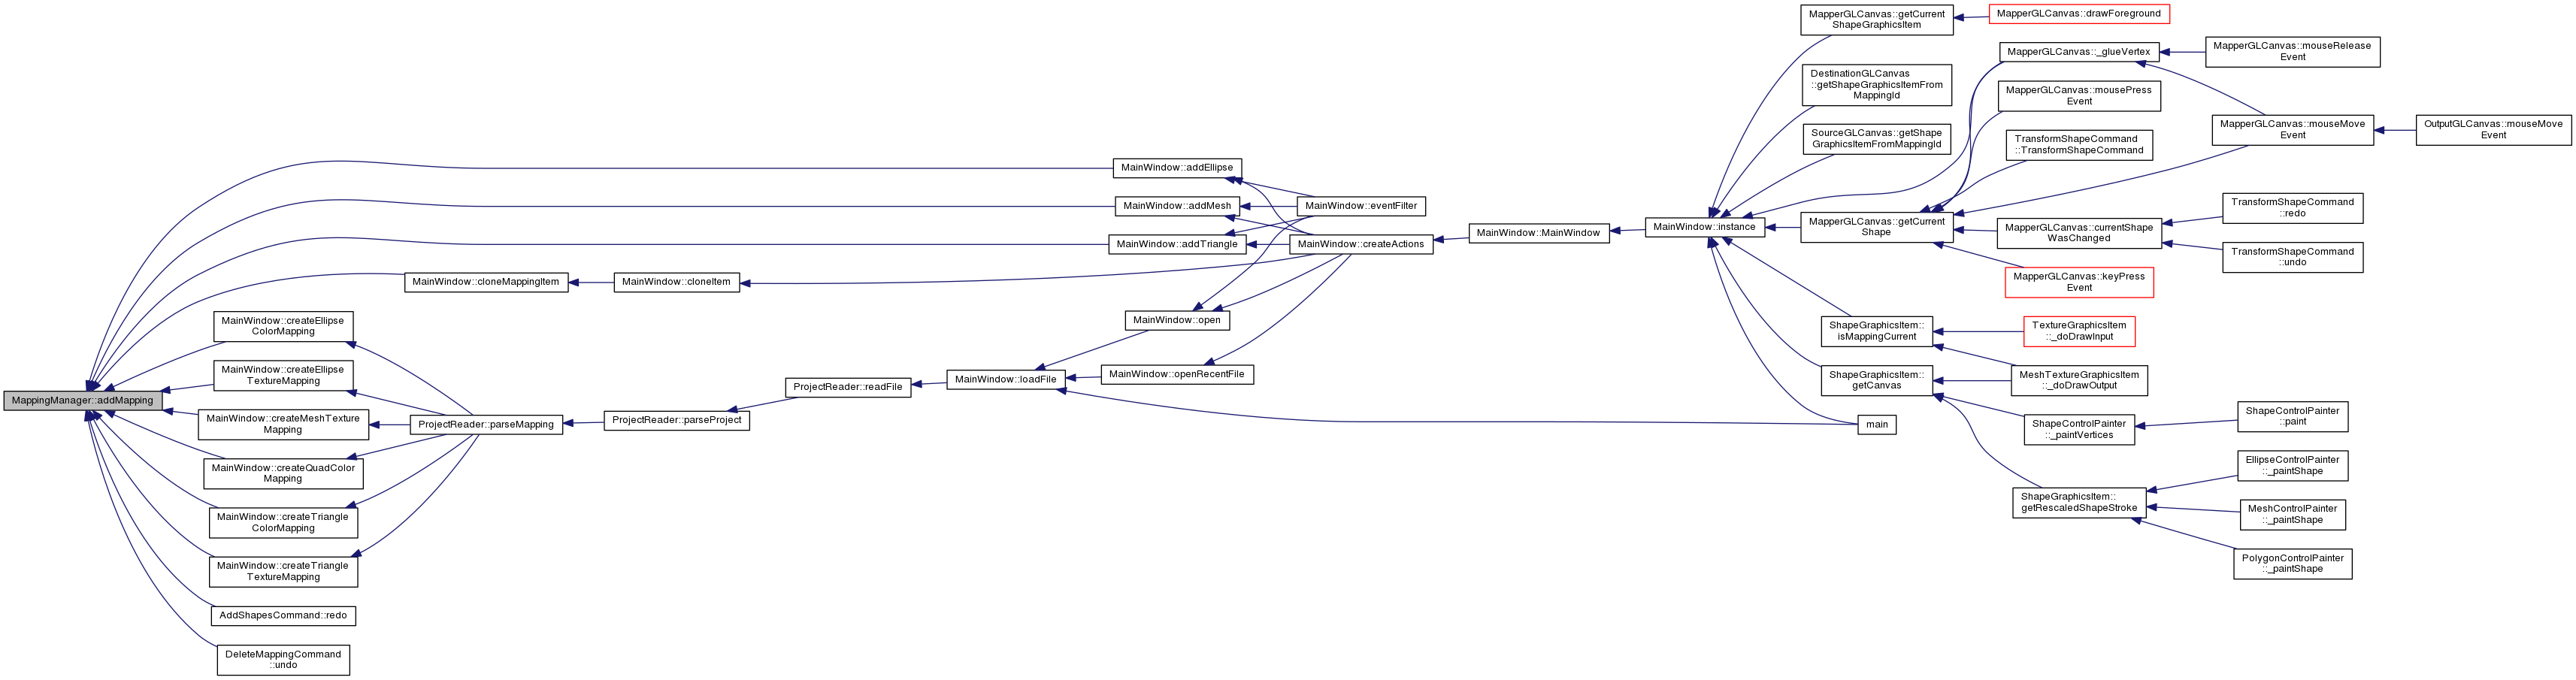 MappingManager::addMapping
MainWindow::addEllipse
MainWindow::addMesh
MainWindow::addTriangle
MainWindow::cloneMappingItem
MainWindow::cloneItem
MainWindow::createEllipse
ColorMapping
MainWindow::createEllipse
TextureMapping
MainWindow::createMeshTexture
Mapping
MainWindow::createQuadColor
Mapping
MainWindow::createTriangle
ColorMapping
MainWindow::createTriangle
TextureMapping
AddShapesCommand::redo
DeleteMappingCommand
::undo
ProjectReader::parseMapping
ProjectReader::parseProject
ProjectReader::readFile
MainWindow::loadFile
MainWindow::open
MainWindow::openRecentFile
MainWindow::eventFilter
MainWindow::createActions
MainWindow::MainWindow
MainWindow::instance
MapperGLCanvas::getCurrent
ShapeGraphicsItem
MapperGLCanvas::drawForeground
DestinationGLCanvas
::getShapeGraphicsItemFrom
MappingId
SourceGLCanvas::getShape
GraphicsItemFromMappingId
MapperGLCanvas::getCurrent
Shape
ShapeGraphicsItem::
isMappingCurrent
ShapeGraphicsItem::
getCanvas
main
MapperGLCanvas::_glueVertex
MapperGLCanvas::mousePress
Event
TransformShapeCommand
::TransformShapeCommand
MapperGLCanvas::currentShape
WasChanged
MapperGLCanvas::keyPress
Event
TextureGraphicsItem
::_doDrawInput
MeshTextureGraphicsItem
::_doDrawOutput
ShapeControlPainter
::_paintVertices
ShapeGraphicsItem::
getRescaledShapeStroke
MapperGLCanvas::mouseRelease
Event
MapperGLCanvas::mouseMove
Event
OutputGLCanvas::mouseMove
Event
TransformShapeCommand
::redo
TransformShapeCommand
::undo
ShapeControlPainter
::paint
EllipseControlPainter
::_paintShape
MeshControlPainter
::_paintShape
PolygonControlPainter
::_paintShape